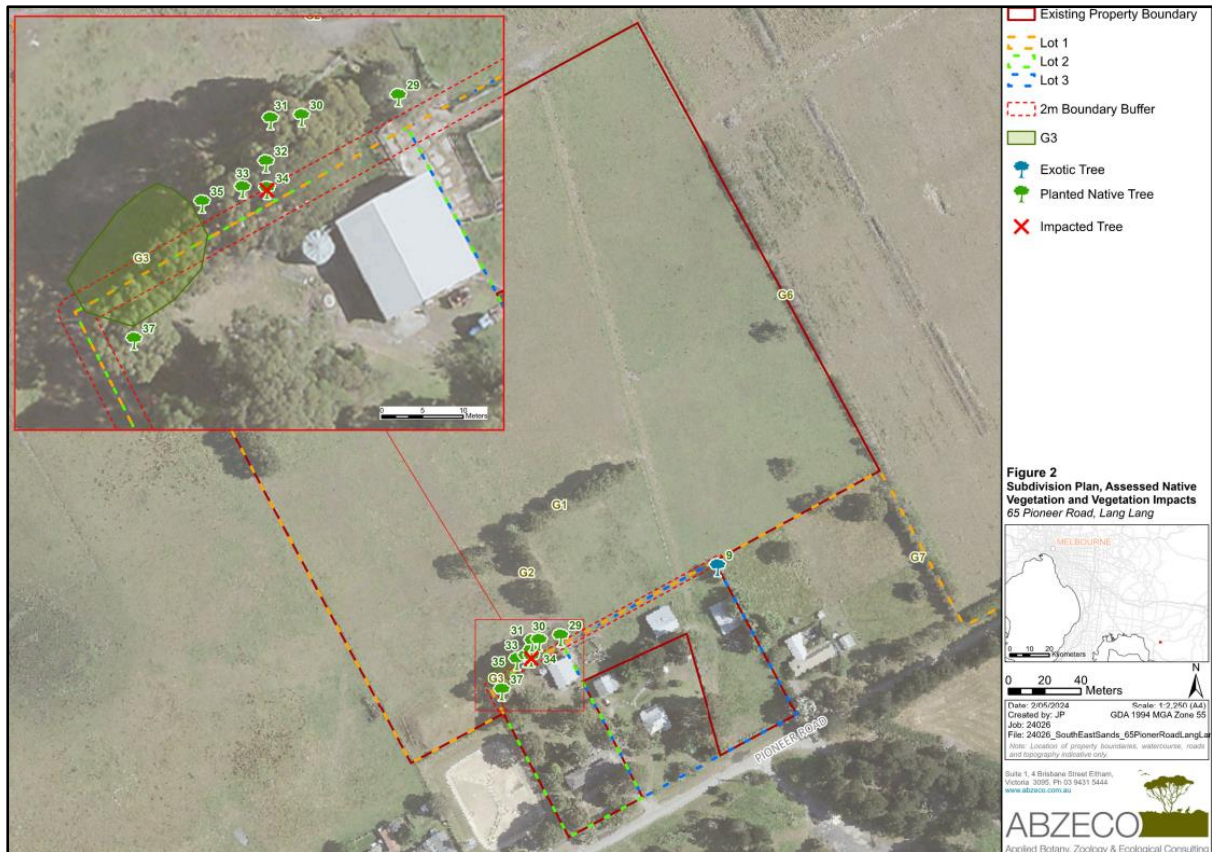 G2
29
31
30
32
33
34
35
G3
37
0 5 10
Meters
G6
G1
G2
G7
9
31
30
29
33
35
34
G3
37
PIONEER ROAD
Existing Property Boundary
Lot 1
Lot 2
Lot 3
2m Boundary Buffer
G3
Exotic Tree
Planted Native Tree
Impacted Tree
Figure 2
Subdivision Plan, Assessed Native
Vegetation and Vegetation Impacts
65 Pioneer Road, Lang Lang
MELBOURNE
0 10 20
Kilometers
N
0 20 40
Meters
Date: 2/05/2024 Scale: 1:2,250 (A4)
Created by: JP GDA 1994 MGA Zone 55
Job: 24026
File: 24026_SouthEastSands_65PionerRoadLangLar
Note: Location of property boundaries, watercourse, roads
and topography indicative only.
Suite 1, 4 Brisbane Street Eltham,
Victoria 3095, Ph 03 9431 5444
www.abzeco.com.au
ABZECO
Applied Botany, Zoology & Ecological Consulting